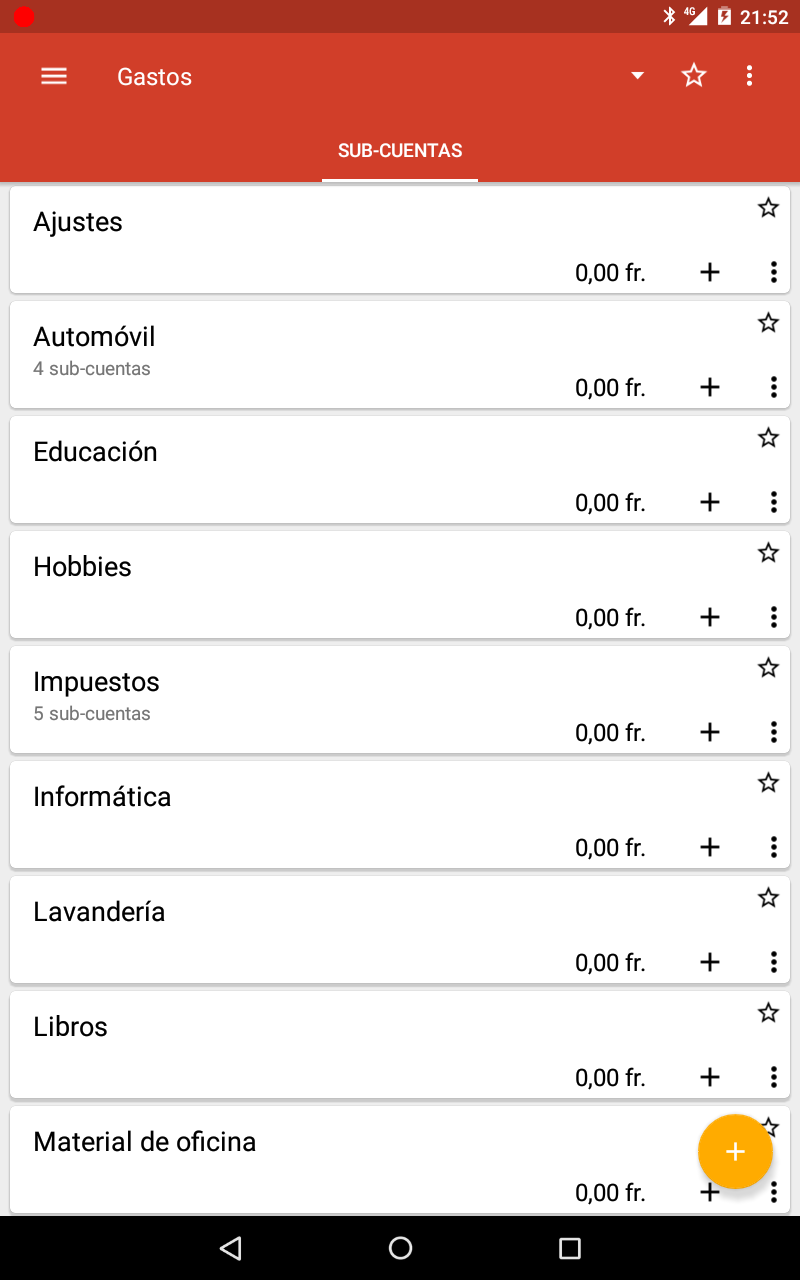 4G 21:52
Gastos
SUB-CUENTAS
Ajustes
0,00 fr.
Automóvil
4 sub-cuentas
0,00 fr.
Educación
0,00 fr.
Hobbies
0,00 fr.
Impuestos
5 sub-cuentas
0,00 fr.
Informática
0,00 fr.
Lavandería
0,00 fr.
Libros
0,00 fr.
Material de oficina
0,00 fr.